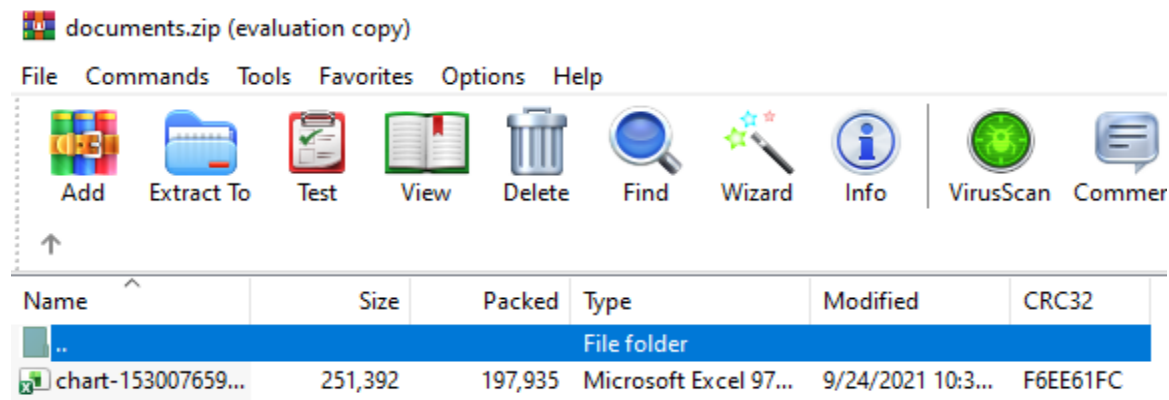 documents.zip (evaluation copy)
File Commands Tools Favorites Options Help
Add Extract To Test View Delete Find Wizard Info VirusScan Commen
Name Size Packed Type Modified CRC32
.. File folder
chart-153007659... 251,392 197,935 Microsoft Excel 97... 9/24/2021 10:3... F6EE61FC